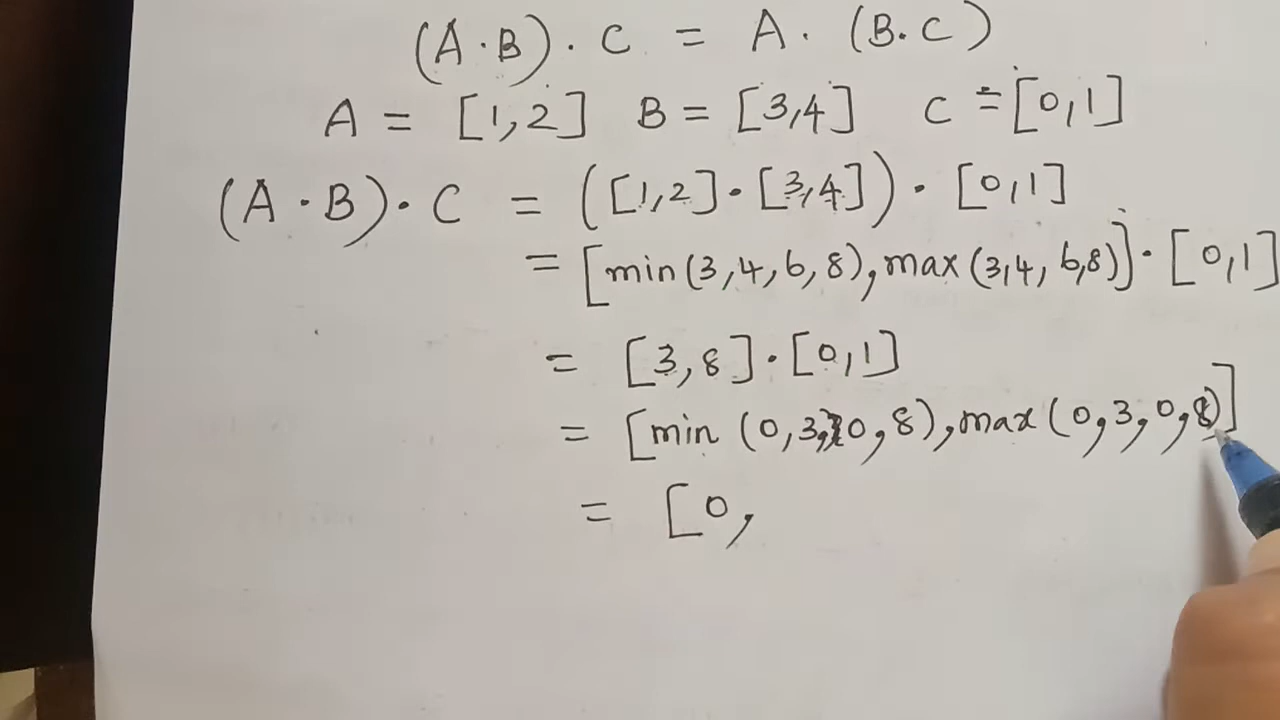 (A·B)·C = A·(B.C)
A = [1,2] B = [3,4] C = [0,1]
(A·B)·C = ([1,2]·[3,4])·[0,1]
= [min(3,4,6,8),max(3,4,6,8)]·[0,1]
= [3,8]·[0,1]
= [min (0,3,0,8),max(0,3,0,8)]
= [0,